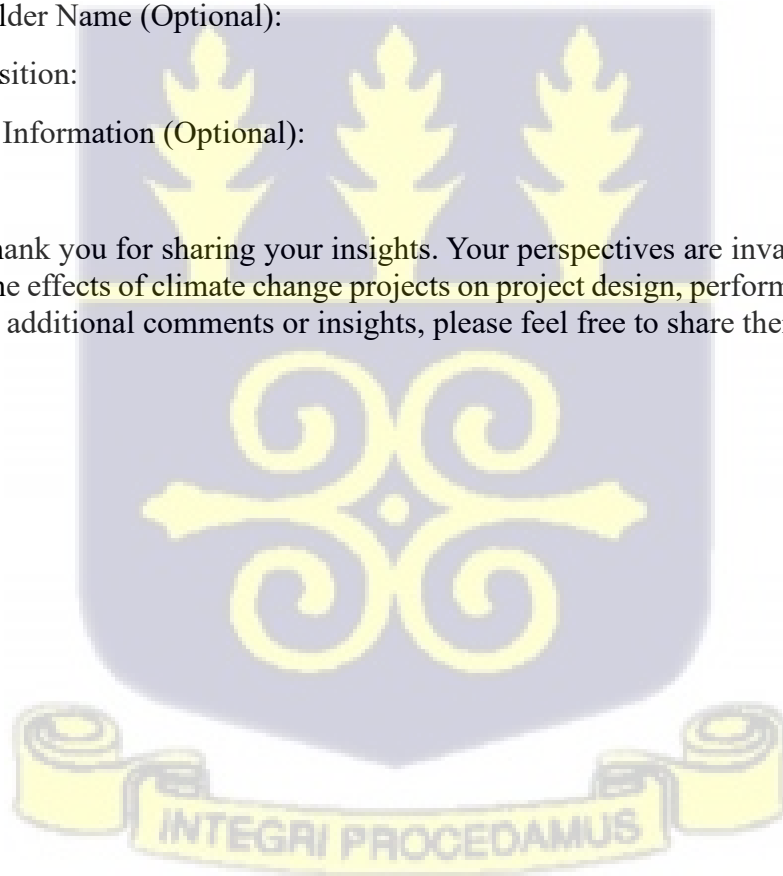 lder Name (Optional):
sition:
Information (Optional):
hank you for sharing your insights. Your perspectives are inva
ne effects of climate change projects on project design, perform
additional comments or insights, please feel free to share the
INTEGRI PROCEDAMUS